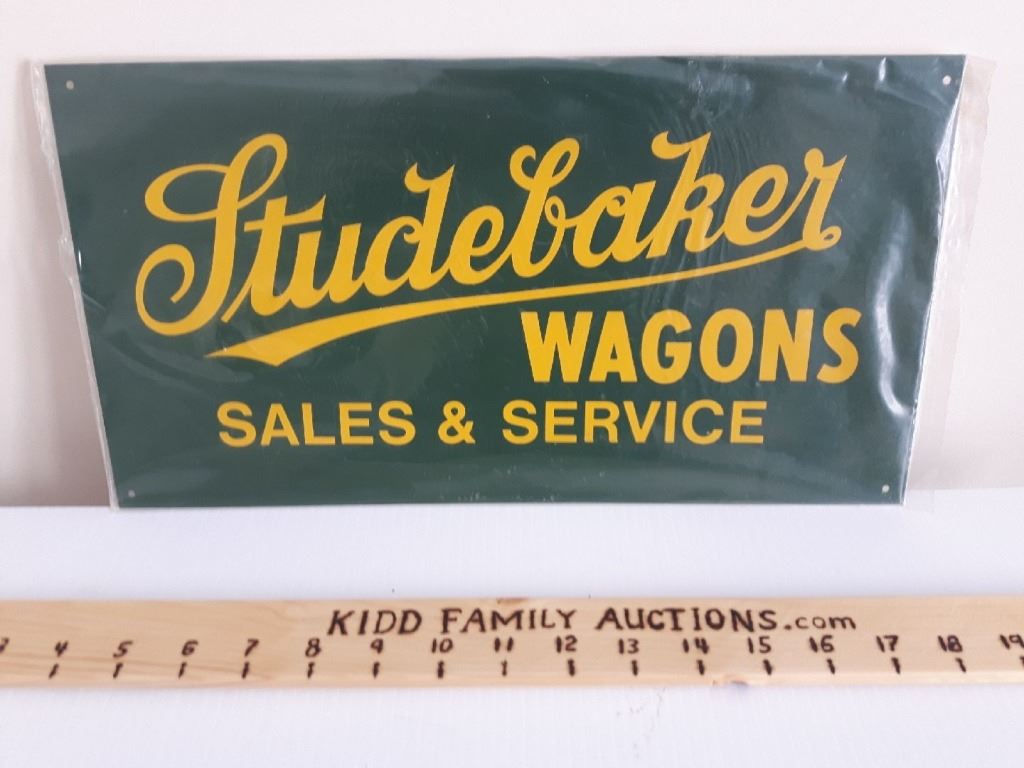 Studebaker
WAGONS
SALES & SERVICE
KIDD FAMILY AUCTIONS.com
4 5 6 7 8 9 10 11 12 13 14 15 16 17 18 19